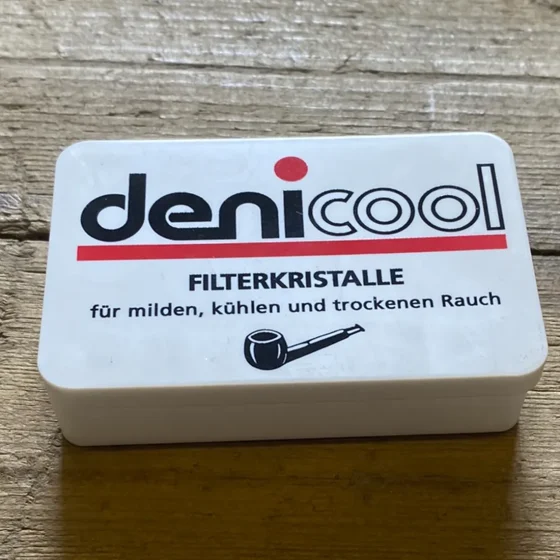 denicool
FILTERKRISTALLE
für milden, kühlen und trockenen Rauch